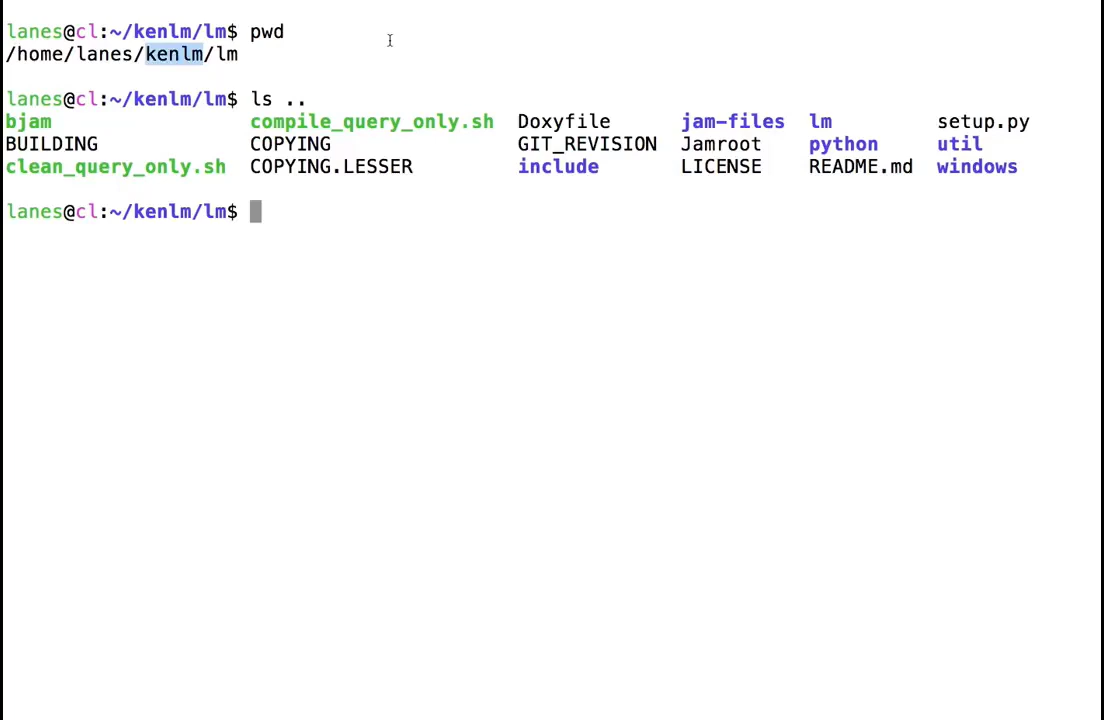 lanes@cl:~/kenlm/lm$ pwd
/home/lanes/kenlm/lm
lanes@cl:~/kenlm/lm$ ls ..
bjam compile_query_only.sh Doxyfile jam-files lm setup.py
BUILDING COPYING GIT_REVISION Jamroot python util
clean_query_only.sh COPYING.LESSER include LICENSE README.md windows
lanes@cl:~/kenlm/lm$